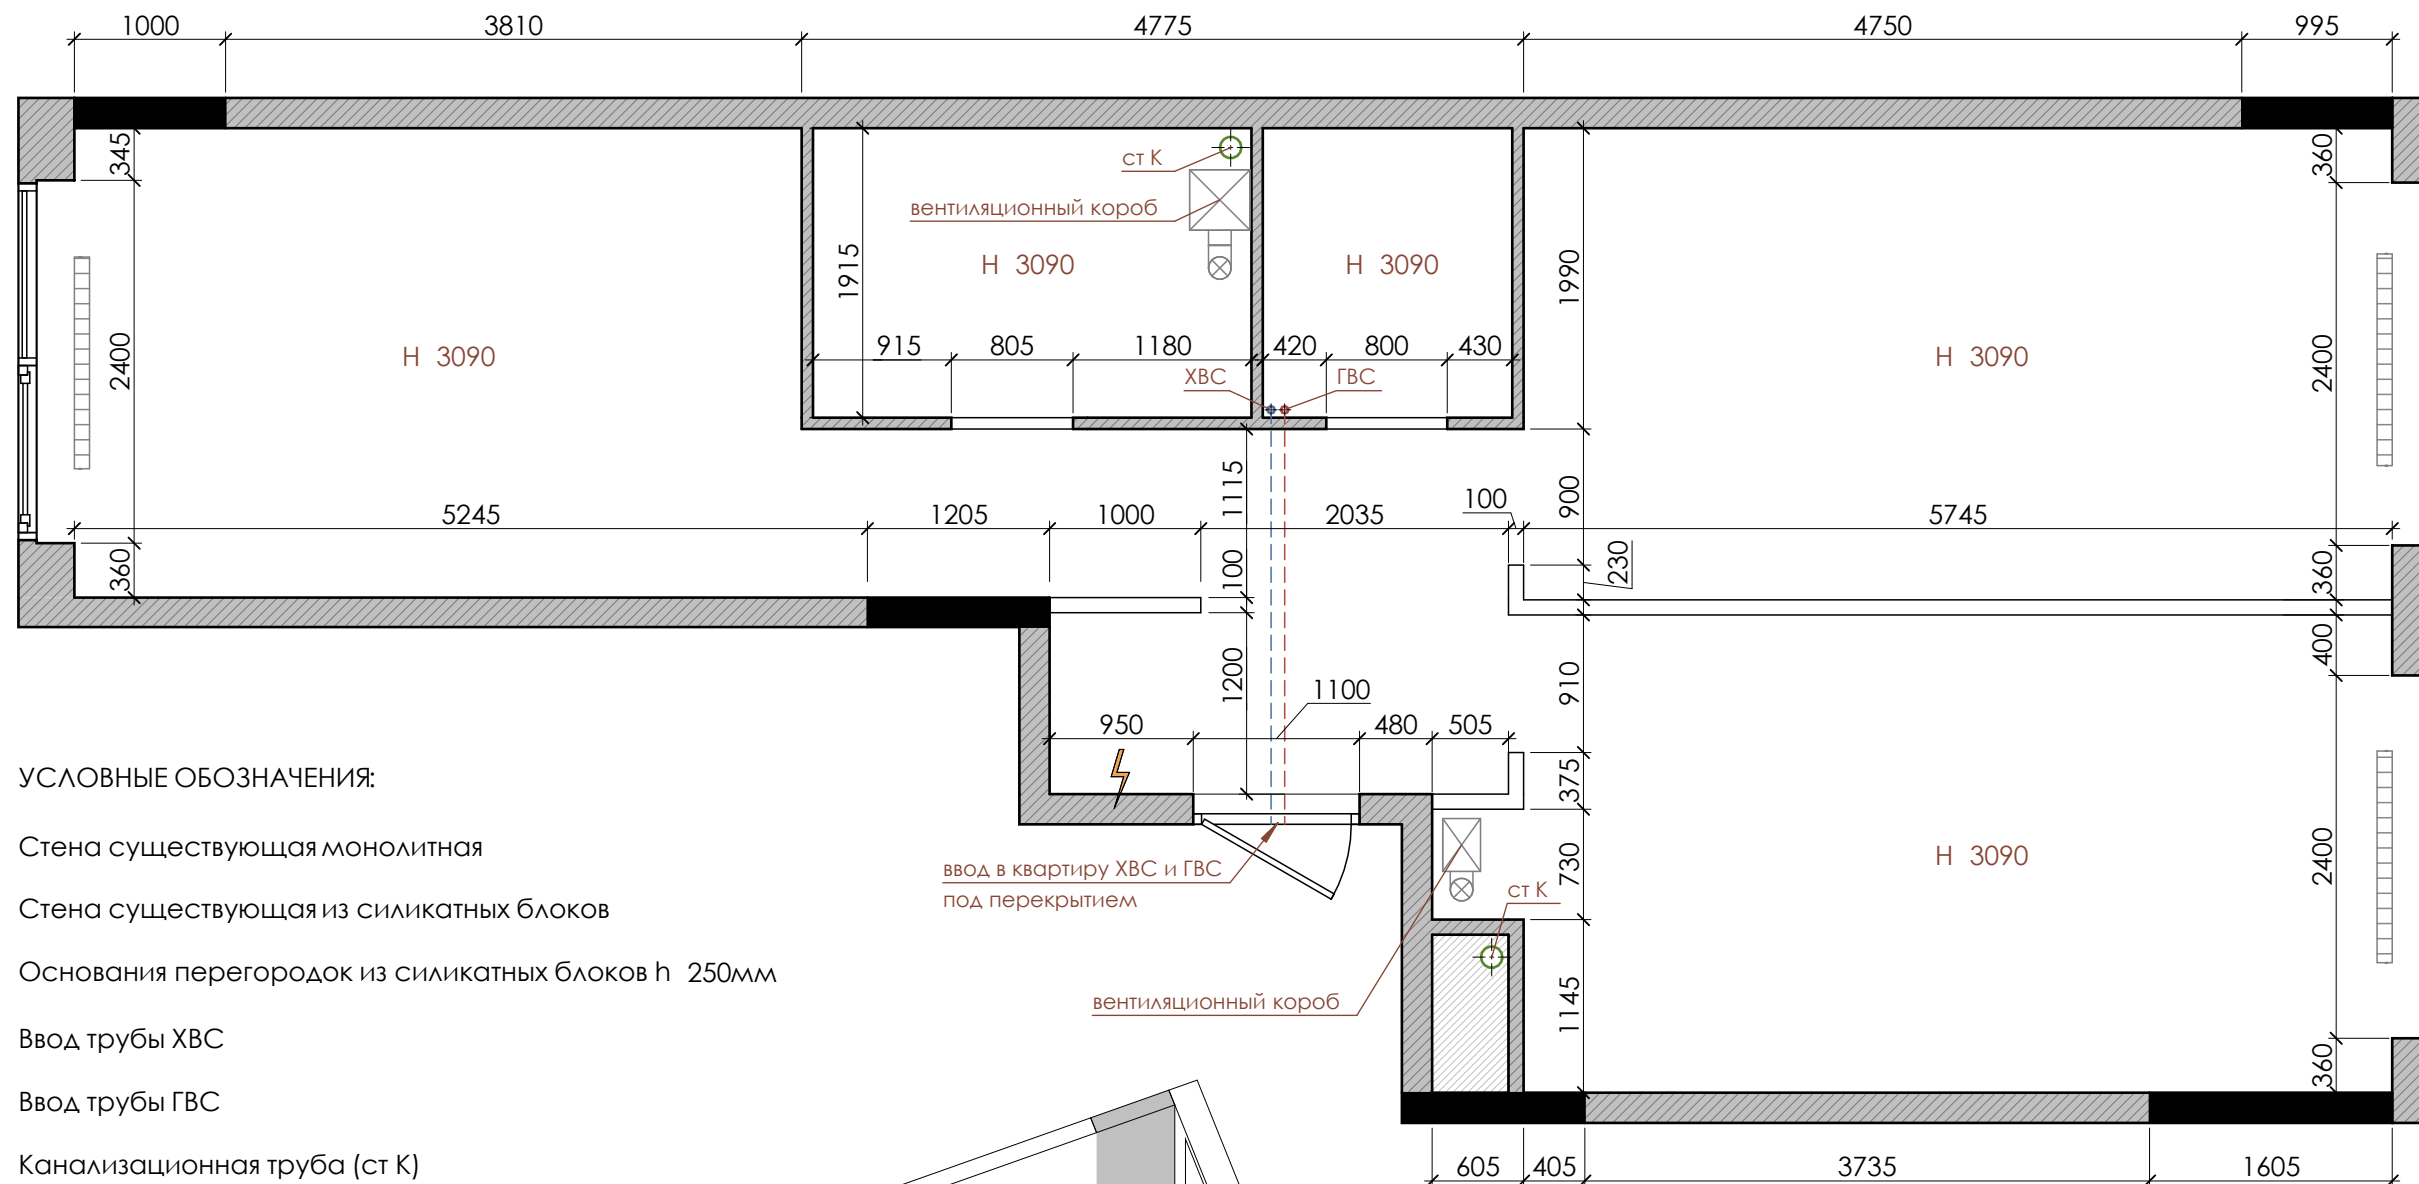 1000 3810 4775 4750 995
345
360
ст К
вентиляционный короб
1915
H 3090
H 3090
1990
H 3090
2400
H 3090
2400
915 805 1180 420 800 430
ХВС
ГВС
1115
900
100
5245 1205 1000 2035 5745
360
100
230
360
400
1200
910
1100
950 480 505
УСЛОВНЫЕ ОБОЗНАЧЕНИЯ:
375
Стена существующая монолитная
730
H 3090
2400
ввод в квартиру ХВС и ГВС
под перекрытием
ст К
Стена существующая из силикатных блоков
Основания перегородок из силикатных блоков h 250мм
вентиляционный короб
1145
Ввод трубы ХВС
360
Ввод трубы ГВС
Канализационная труба (ст К)
605 405 3735 1605